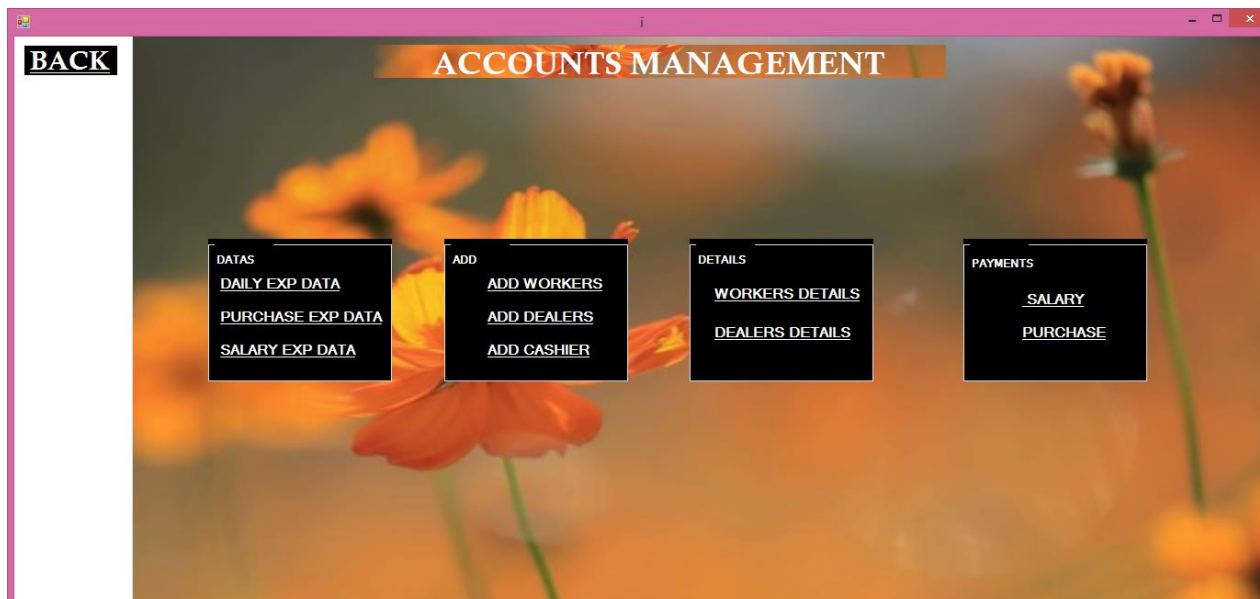 i
BACK
ACCOUNTS MANAGEMENT
DATAS
DAILY EXP DATA
PURCHASE EXP DATA
SALARY EXP DATA
ADD
ADD WORKERS
ADD DEALERS
ADD CASHIER
DETAILS
WORKERS DETAILS
DEALERS DETAILS
PAYMENTS
SALARY
PURCHASE